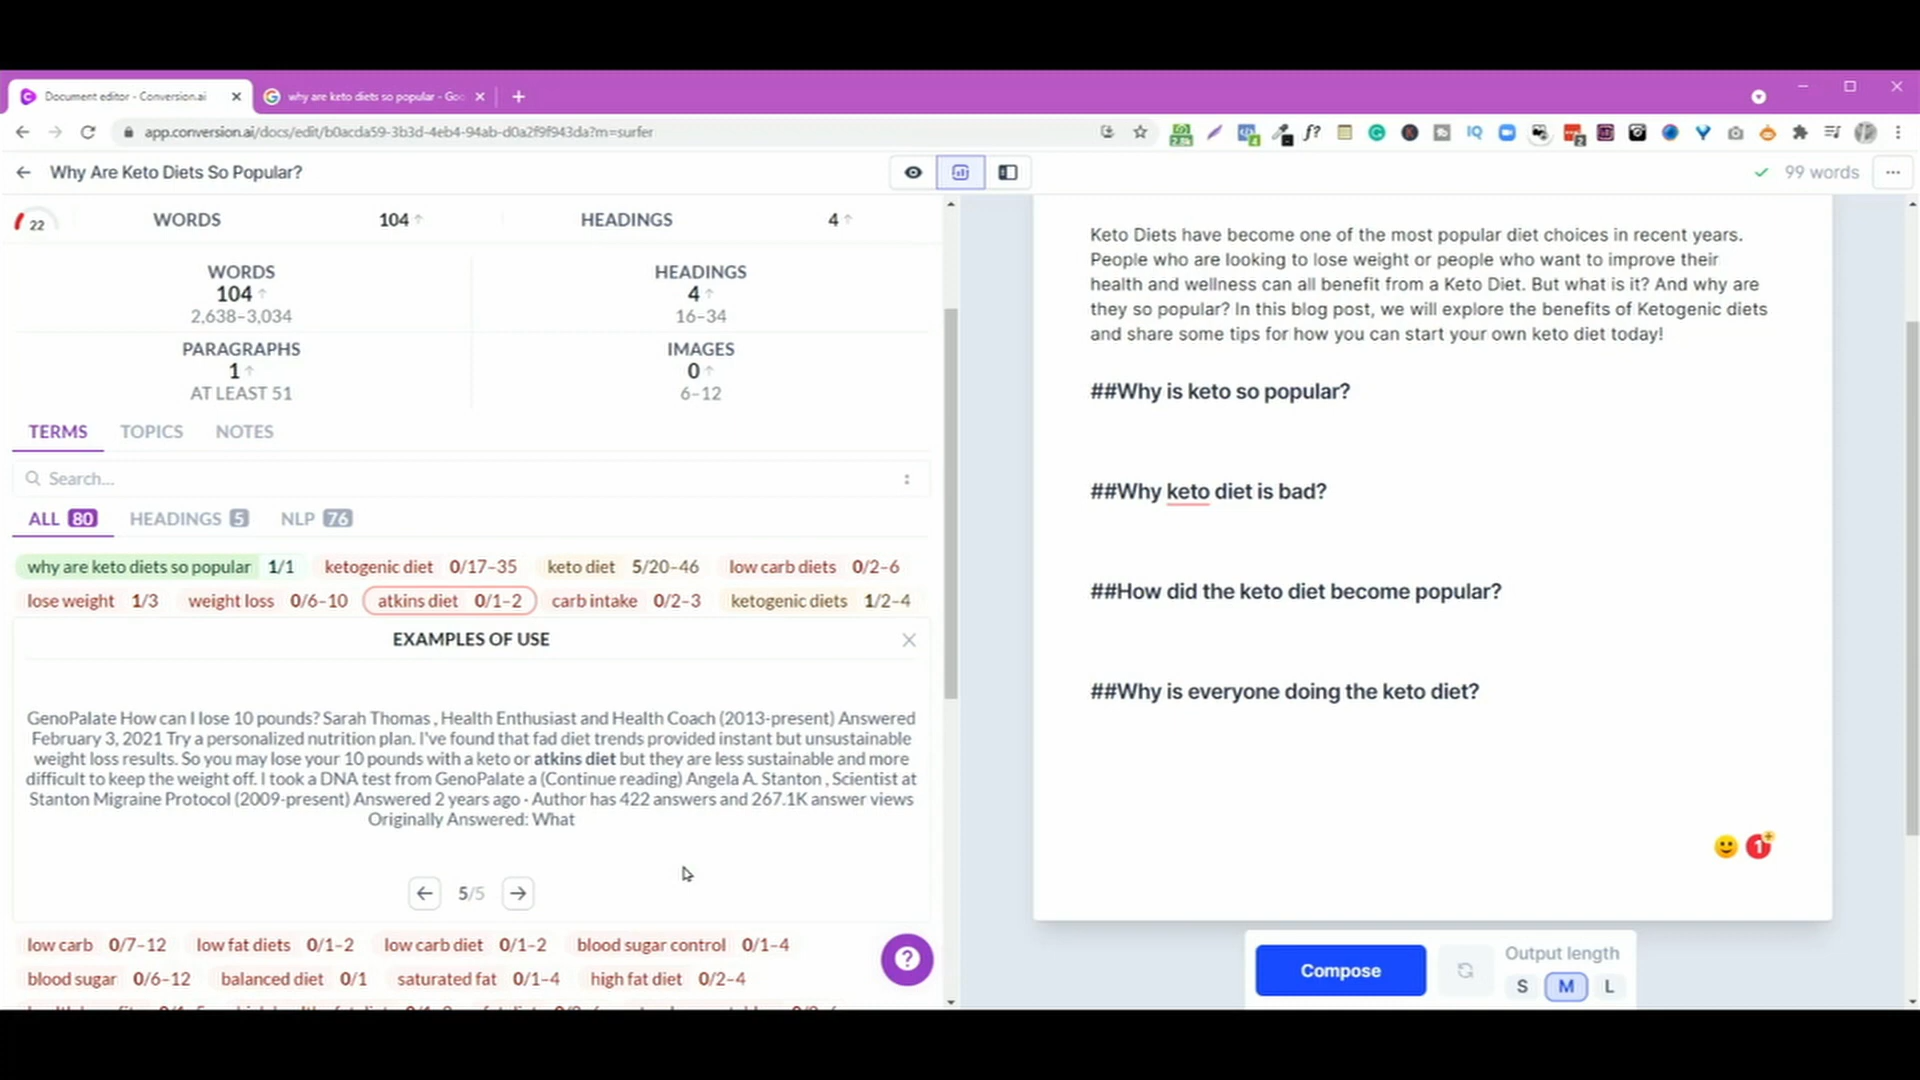 Document editor - Conversion.ai
why are keto diets so popular - Goo
app.conversion.ai/docs/edit/b0acda59-3b3d-4eb4-94ab-d0a2f9f943da?m=surfer
Why Are Keto Diets So Popular?
99 words
22
WORDS 104
HEADINGS 4
WORDS
104
2,638–3,034
HEADINGS
4
16–34
PARAGRAPHS
1
AT LEAST 51
IMAGES
0
6–12
TERMS TOPICS NOTES
Search...
ALL 80 HEADINGS 5 NLP 76
why are keto diets so popular 1/1 ketogenic diet 0/17–35 keto diet 5/20–46 low carb diets 0/2–6
lose weight 1/3 weight loss 0/6–10 atkins diet 0/1–2 carb intake 0/2–3 ketogenic diets 1/2–4
EXAMPLES OF USE
GenoPalate How can I lose 10 pounds? Sarah Thomas , Health Enthusiast and Health Coach (2013-present) Answered
February 3, 2021 Try a personalized nutrition plan. I've found that fad diet trends provided instant but unsustainable
weight loss results. So you may lose your 10 pounds with a keto or atkins diet but they are less sustainable and more
difficult to keep the weight off. I took a DNA test from GenoPalate a (Continue reading) Angela A. Stanton , Scientist at
Stanton Migraine Protocol (2009-present) Answered 2 years ago · Author has 422 answers and 267.1K answer views
Originally Answered: What
5/5
low carb 0/7–12 low fat diets 0/1–2 low carb diet 0/1–2 blood sugar control 0/1–4
blood sugar 0/6–12 balanced diet 0/1 saturated fat 0/1–4 high fat diet 0/2–4
Keto Diets have become one of the most popular diet choices in recent years.
People who are looking to lose weight or people who want to improve their
health and wellness can all benefit from a Keto Diet. But what is it? And why are
they so popular? In this blog post, we will explore the benefits of Ketogenic diets
and share some tips for how you can start your own keto diet today!
##Why is keto so popular?
##Why keto diet is bad?
##How did the keto diet become popular?
##Why is everyone doing the keto diet?
1
Compose
Output length
S M L